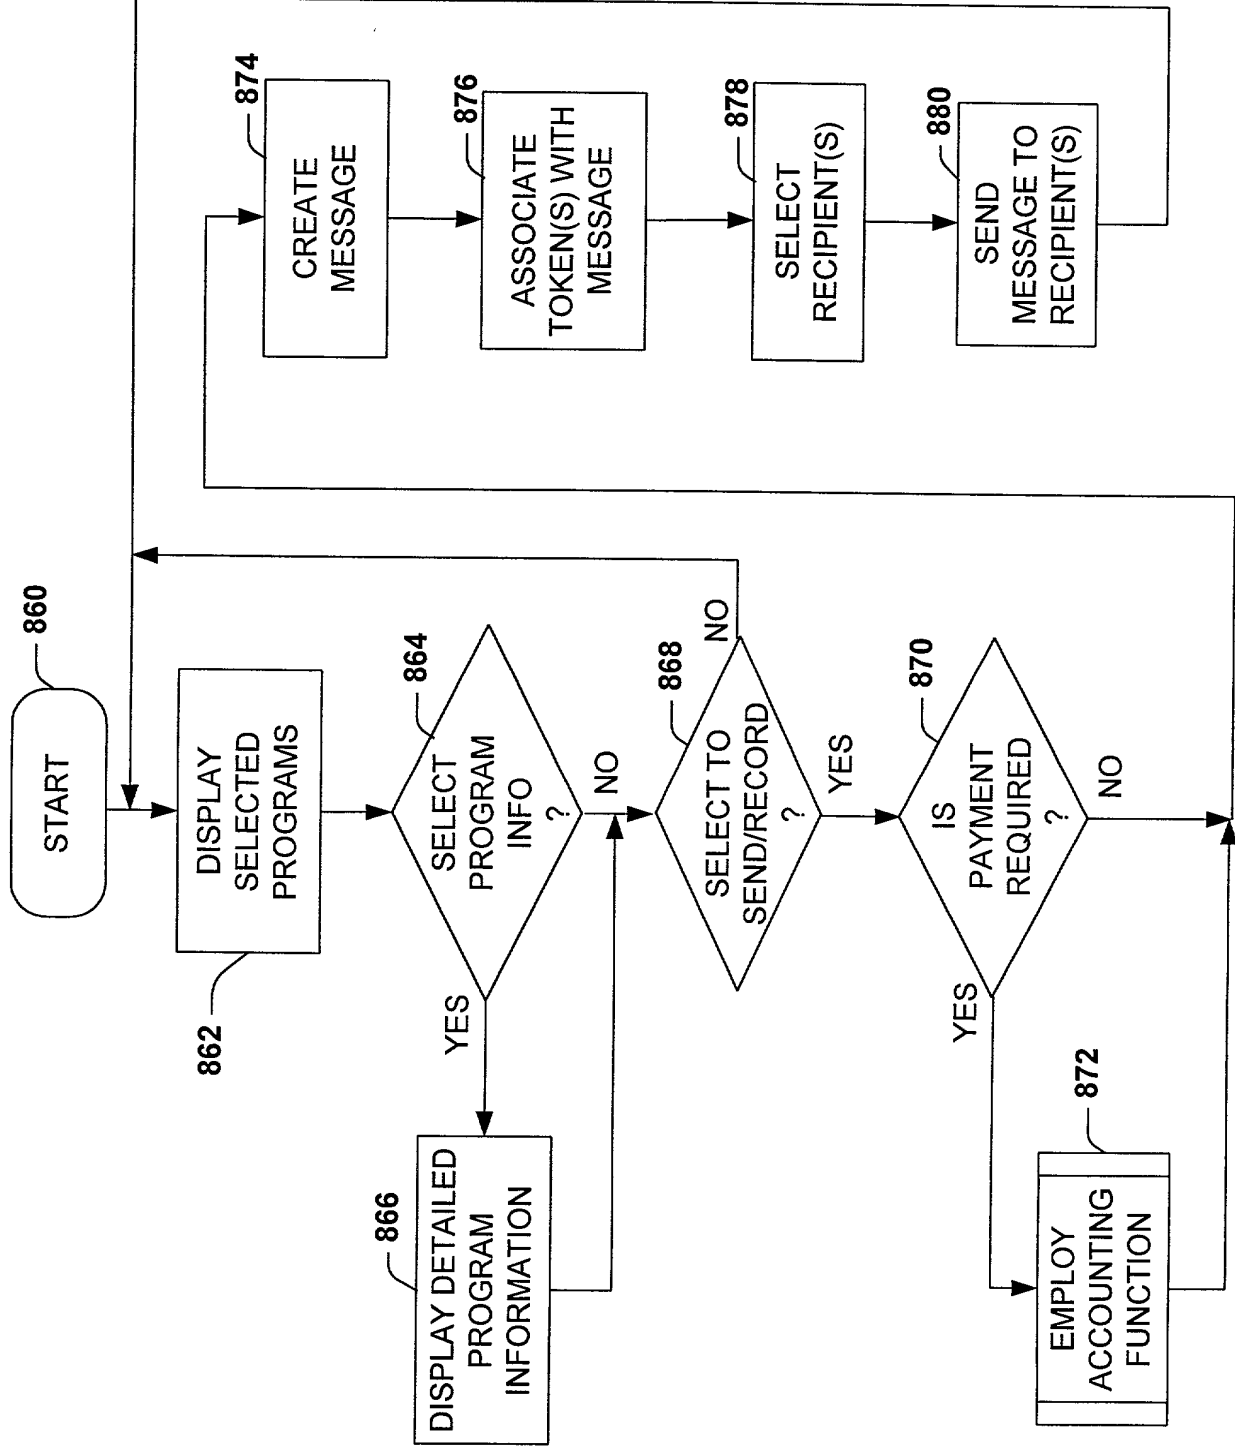 860
START
862
DISPLAY
SELECTED
PROGRAMS
864
SELECT
PROGRAM
INFO
?
YES
NO
866
DISPLAY DETAILED
PROGRAM
INFORMATION
868
SELECT TO
SEND/RECORD
?
NO
YES
870
IS
PAYMENT
REQUIRED
?
YES
NO
872
EMPLOY
ACCOUNTING
FUNCTION
874
CREATE
MESSAGE
876
ASSOCIATE
TOKEN(S) WITH
MESSAGE
878
SELECT
RECIPIENT(S)
880
SEND
MESSAGE TO
RECIPIENT(S)